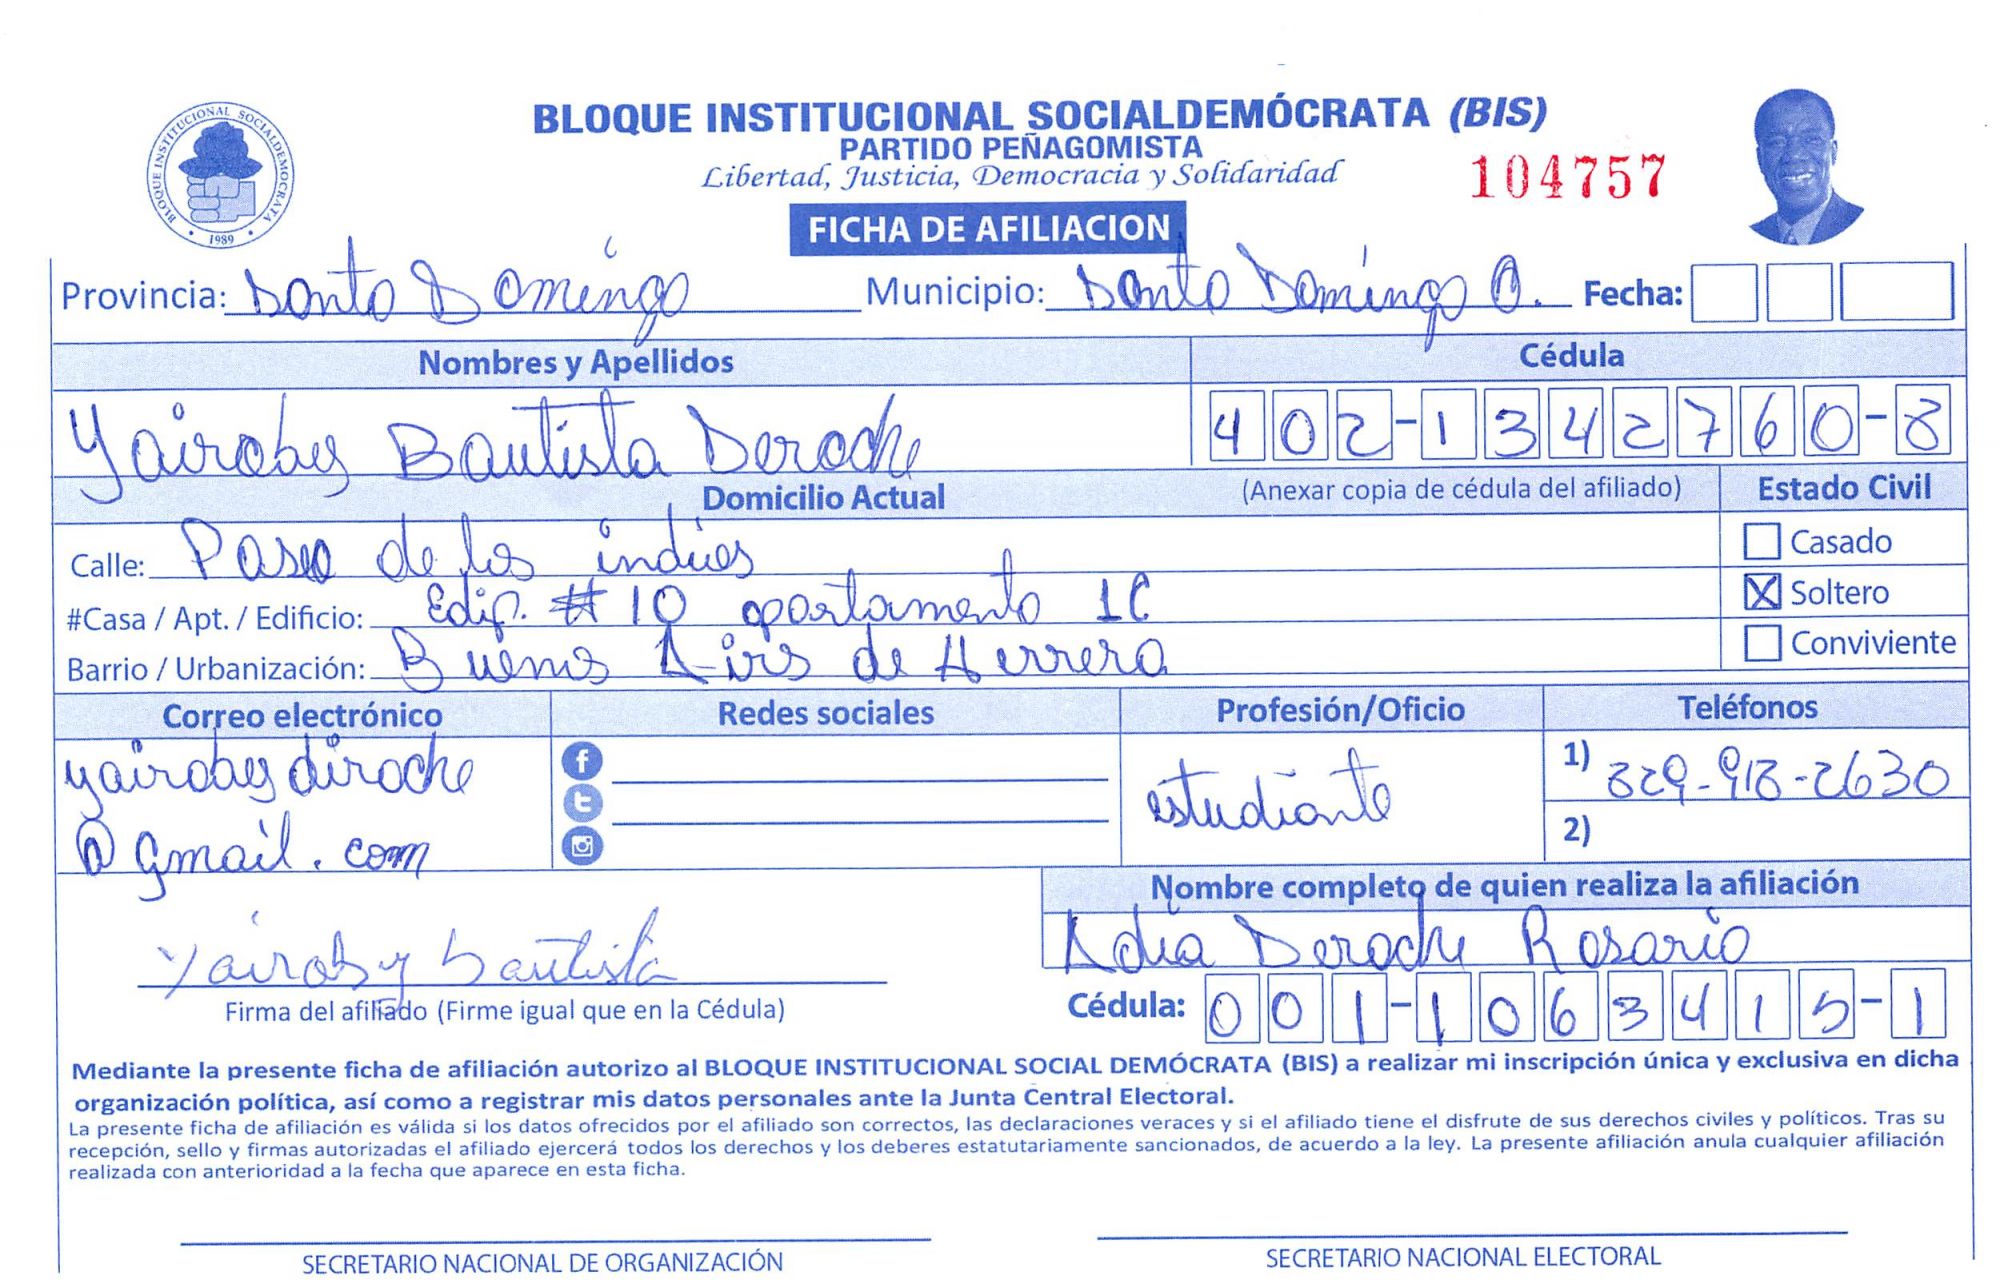 BLOQUE INSTITUCIONAL SOCIALDEMÓCRATA (BIS)
PARTIDO PEÑAGOMISTA
Libertad, Justicia, Democracia y Solidaridad
104757
BLOQUE INSTITUCIONAL SOCIALDEMOCRATA
1989
FICHA DE AFILIACION
Provincia: Santo Domingo Municipio: Santo Domingo O. Fecha:
Nombres y Apellidos Cédula
Yairoby Bautista Deroche 402-1342760-8
Domicilio Actual (Anexar copia de cédula del afiliado) Estado Civil
Calle: Paseo de los indios Casado
#Casa / Apt. / Edificio: Edif. # 10 apartamento 1C X Soltero
Barrio / Urbanización: Buenos Aires de Herrera Conviviente
Correo electrónico Redes sociales Profesión/Oficio Teléfonos
yairoby diroche estudiante 1) 829-918-2630
@gmail.com 2)
Nombre completo de quien realiza la afiliación
Yairoby Bautista Adia Deroche Rosario
Firma del afiliado (Firme igual que en la Cédula) Cédula: 001-1063415-1
Mediante la presente ficha de afiliación autorizo al BLOQUE INSTITUCIONAL SOCIAL DEMÓCRATA (BIS) a realizar mi inscripción única y exclusiva en dicha
organización política, así como a registrar mis datos personales ante la Junta Central Electoral.
La presente ficha de afiliación es válida si los datos ofrecidos por el afiliado son correctos, las declaraciones veraces y si el afiliado tiene el disfrute de sus derechos civiles y políticos. Tras su
recepción, sello y firmas autorizadas el afiliado ejercerá todos los derechos y los deberes estatutariamente sancionados, de acuerdo a la ley. La presente afiliación anula cualquier afiliación
realizada con anterioridad a la fecha que aparece en esta ficha.
SECRETARIO NACIONAL DE ORGANIZACIÓN SECRETARIO NACIONAL ELECTORAL